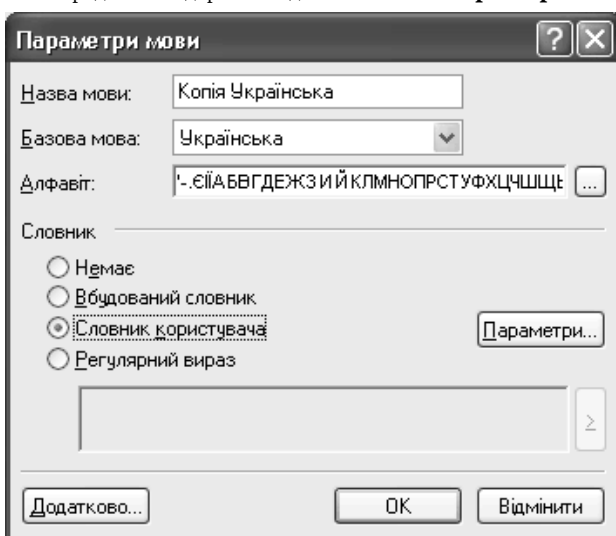 Параметри мови
Назва мови: Копія Українська
Базова мова: Українська
Алфавіт: '-.ЄІЇАБВГДЕЖЗИЙКЛМНОПРСТУФХЦЧШЩЬ ...
Словник
Немає
Вбудований словник
Словник користувача
Параметри...
Регулярний вираз
Додатково... OK Відмінити